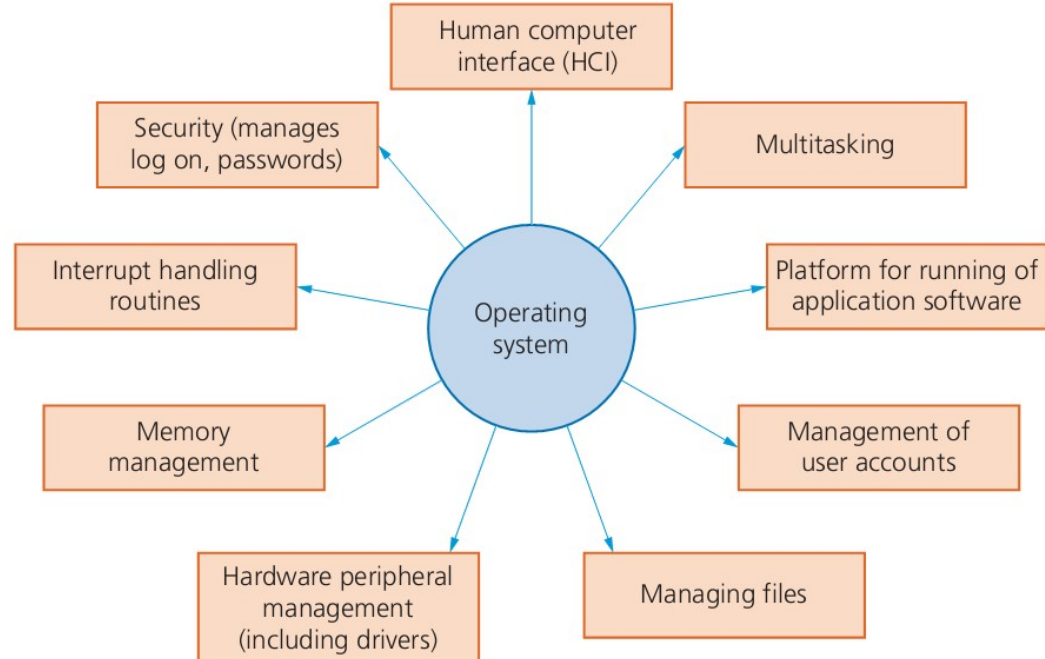 Human computer
interface (HCI)
Security (manages
log on, passwords)
Multitasking
Interrupt handling
routines
Platform for running of
application software
Operating
system
Memory
management
Management of
user accounts
Hardware peripheral
management
(including drivers)
Managing files